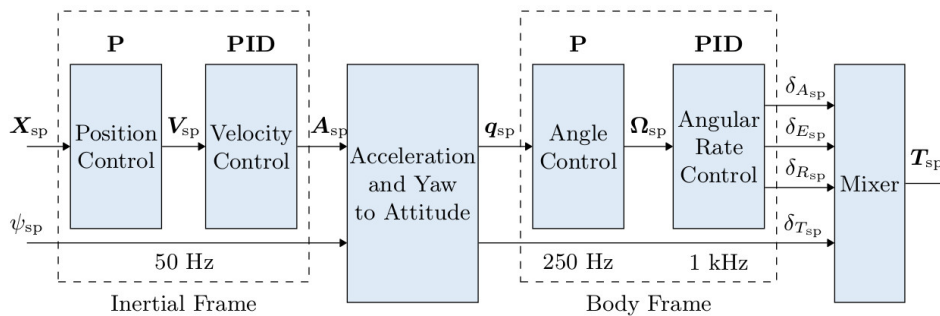 P
PID
P
PID
X_sp
Position
Control
V_sp
Velocity
Control
A_sp
Acceleration
and Yaw
to Attitude
q_sp
Angle
Control
Ω_sp
Angular
Rate
Control
δ_A_sp
δ_E_sp
δ_R_sp
δ_T_sp
Mixer
T_sp
ψ_sp
50 Hz
250 Hz
1 kHz
Inertial Frame
Body Frame